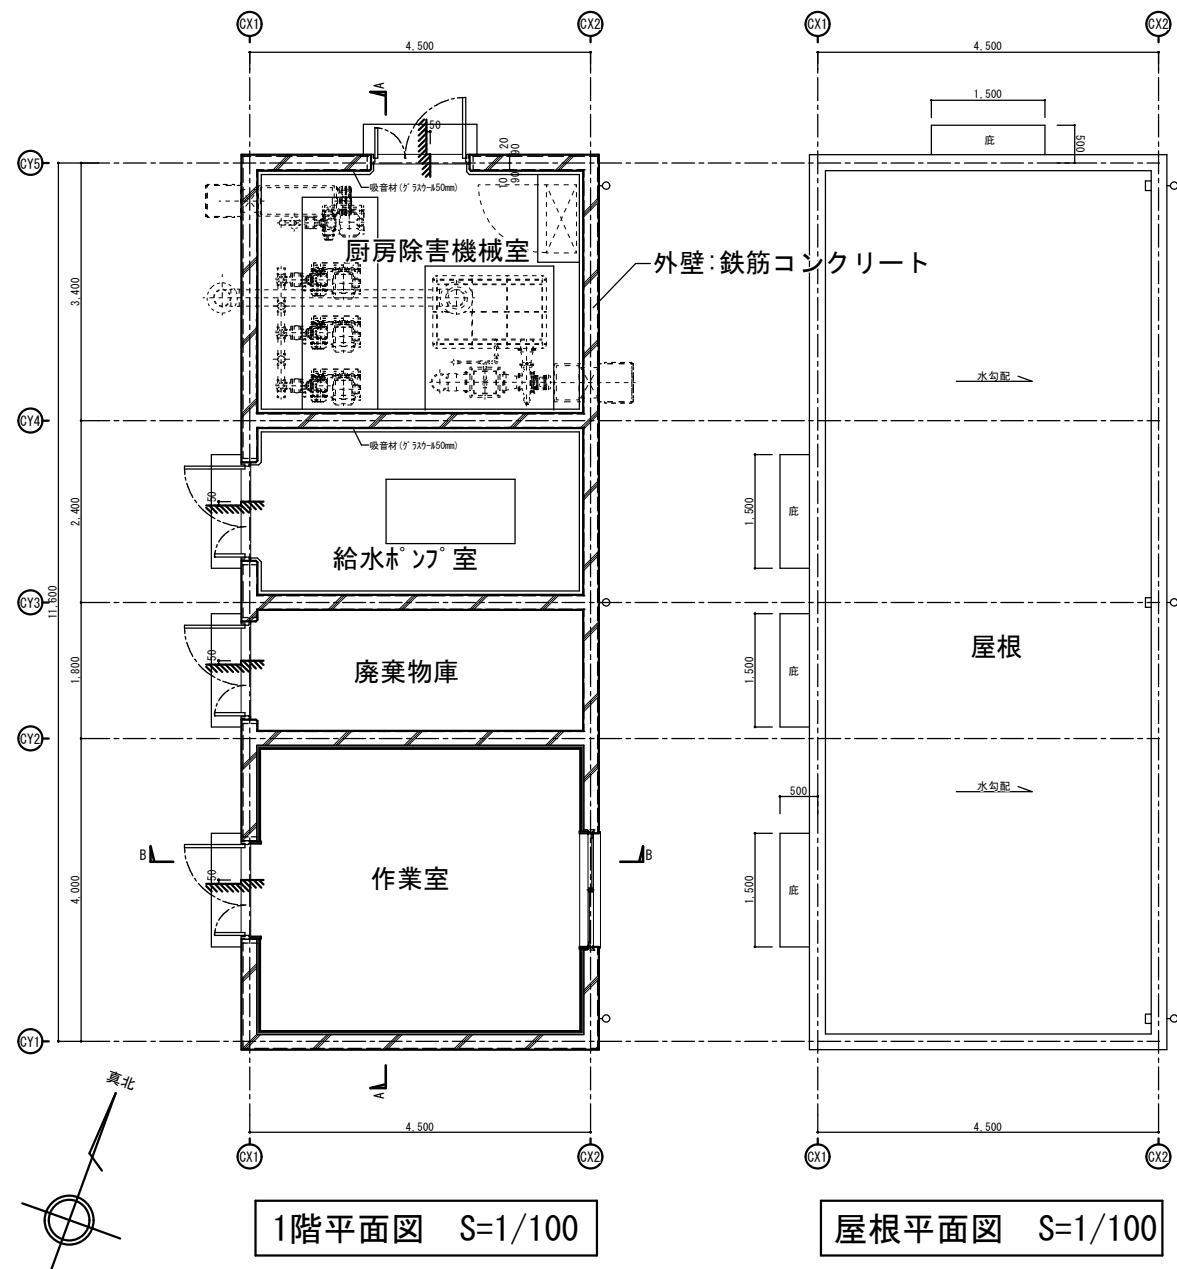 CX1
CX2
CX1
CX2
4,500
4,500
A
1,500
庇
500
50
20
90
10
90
CY5
吸音材(グラスウール50mm)
厨房除害機械室
外壁:鉄筋コンクリート
3,400
水勾配
CY4
吸音材(グラスウール50mm)
50
2,400
1,500
庇
給水ポンプ室
CY3
11,600
50
1,800
廃棄物庫
1,500
庇
屋根
CY2
500
水勾配
B
B
50
4,000
作業室
1,500
庇
CY1
真北
A
4,500
4,500
CX1
CX2
CX1
CX2
1階平面図 S=1/100
屋根平面図 S=1/100